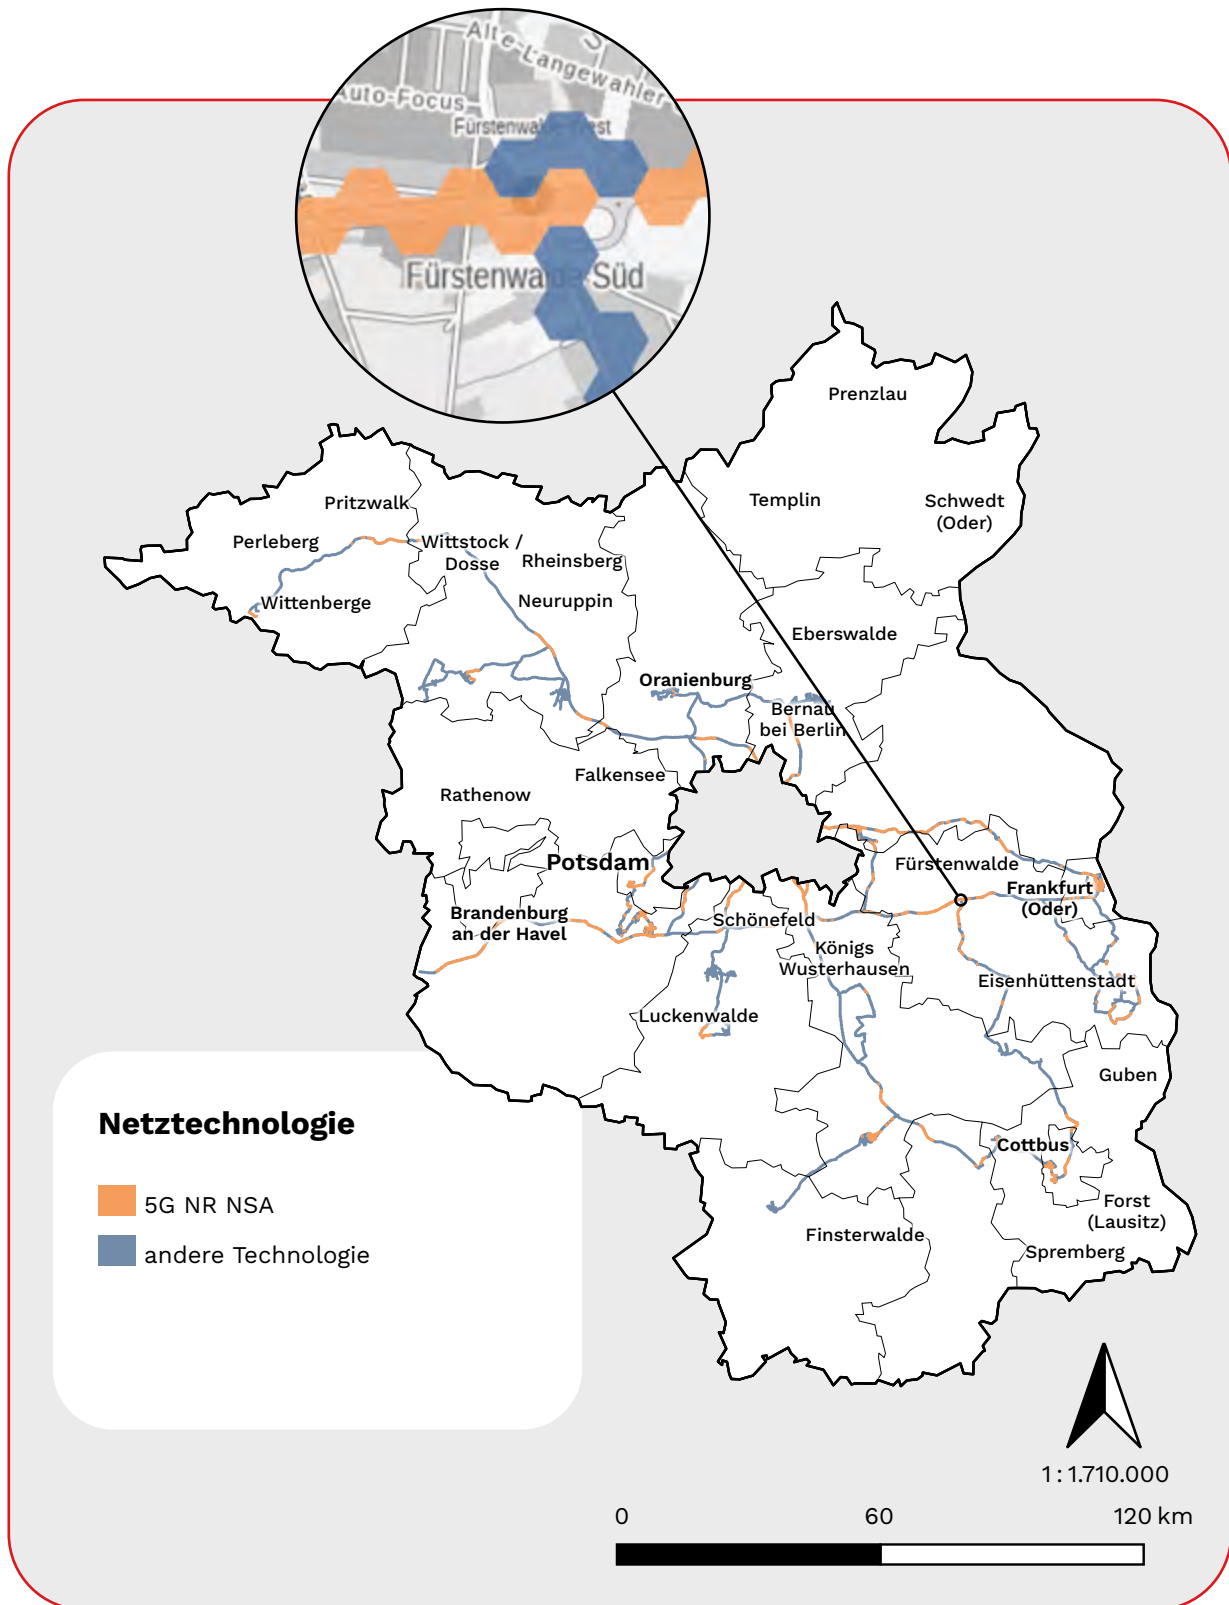 Alte-Langewahler
Auto-Focus
Fürstenwalde West
Fürstenwalde-Süd
Prenzlau
Templin
Schwedt
(Oder)
Pritzwalk
Perleberg
Wittstock /
Dosse
Rheinsberg
Wittenberge
Neuruppin
Eberswalde
Oranienburg
Bernau
bei Berlin
Falkensee
Rathenow
Potsdam
Fürstenwalde
Frankfurt
(Oder)
Brandenburg
an der Havel
Schönefeld
Königs
Wusterhausen
Eisenhüttenstadt
Luckenwalde
Guben
Cottbus
Forst
(Lausitz)
Finsterwalde
Spremberg
Netztechnologie
5G NR NSA
andere Technologie
1 : 1.710.000
0 60 120 km